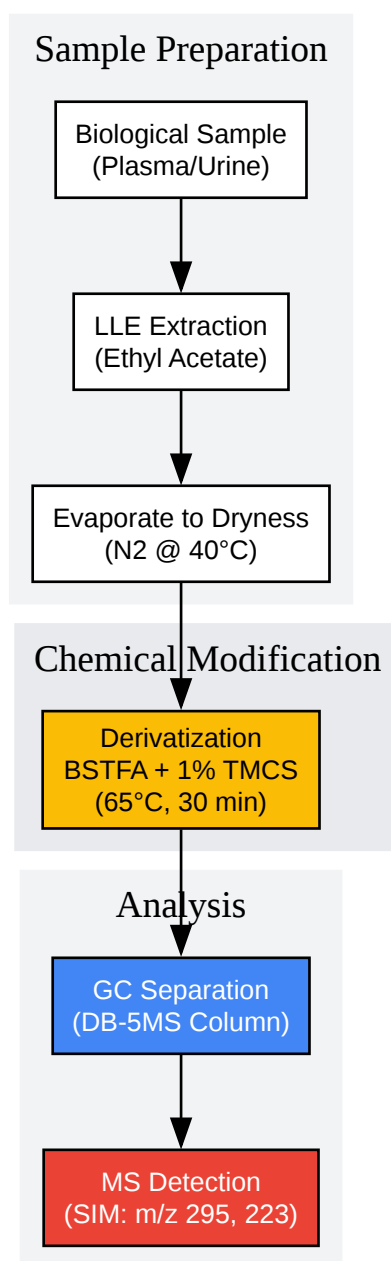 Sample Preparation
Biological Sample
(Plasma/Urine)
LLE Extraction
(Ethyl Acetate)
Evaporate to Dryness
(N2 @ 40°C)
Chemical Modification
Derivatization
BSTFA + 1% TMCS
(65°C, 30 min)
Analysis
GC Separation
(DB-5MS Column)
MS Detection
(SIM: m/z 295, 223)